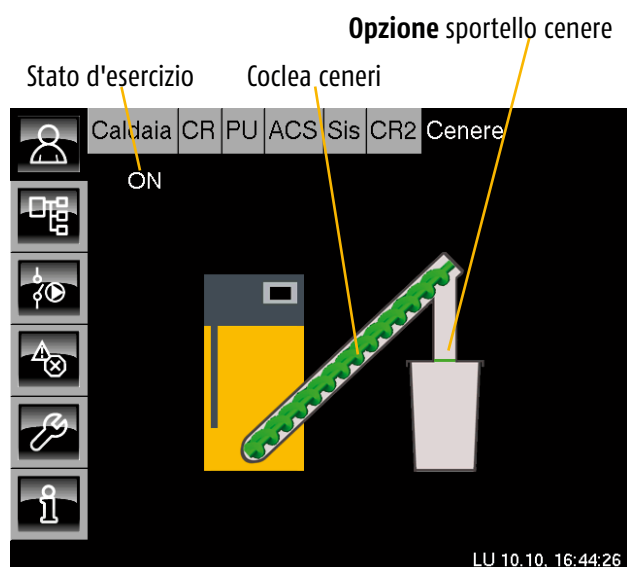 Opzione sportello cenere
Stato d'esercizio Coclea ceneri
Caldaia CR PU ACS Sis CR2 Cenere
ON
LU 10.10, 16:44:26